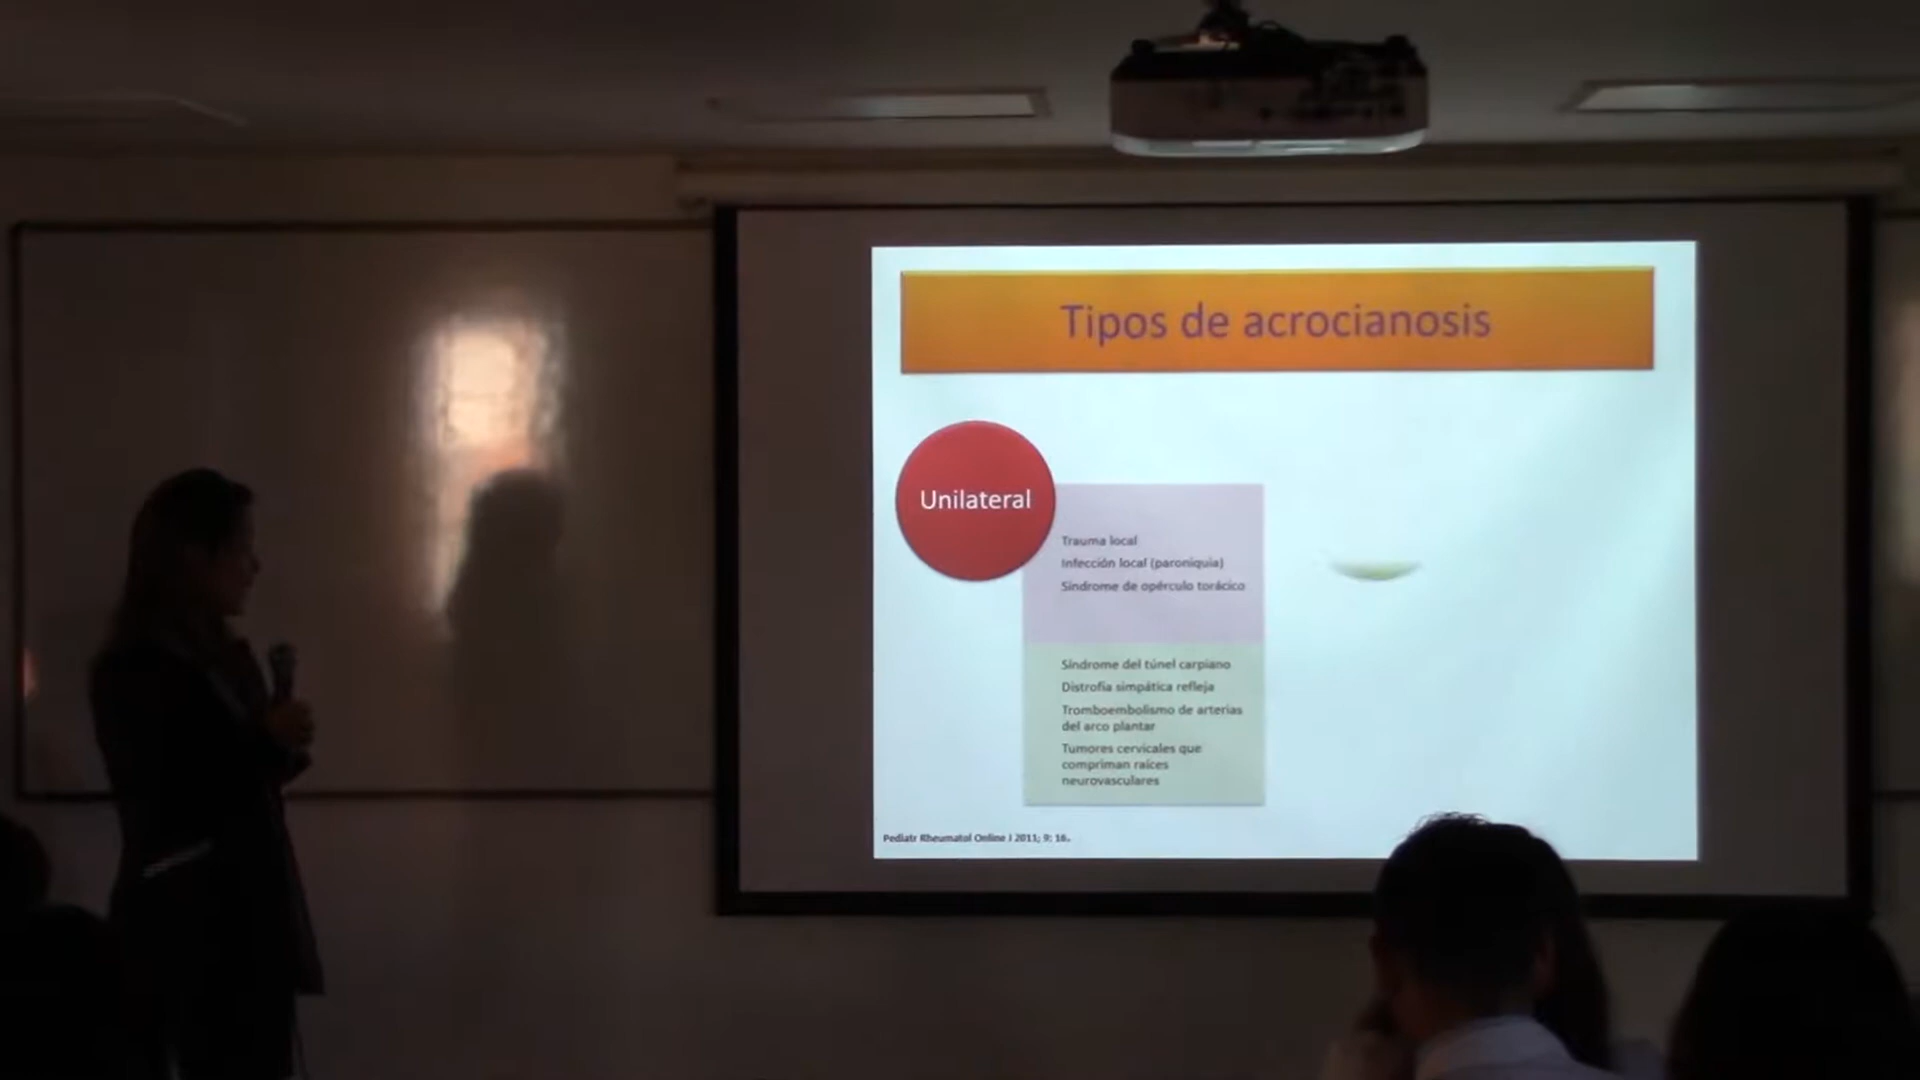 Tipos de acrocianosis
Unilateral
Trauma local
Infección local (paroniquia)
Síndrome de opérculo torácico
Síndrome del túnel carpiano
Distrofia simpática refleja
Tromboembolismo de arterias
del arco plantar
Tumores cervicales que
compriman raíces
neurovasculares
Pediatr Rheumatol Online J 2011; 9: 16.